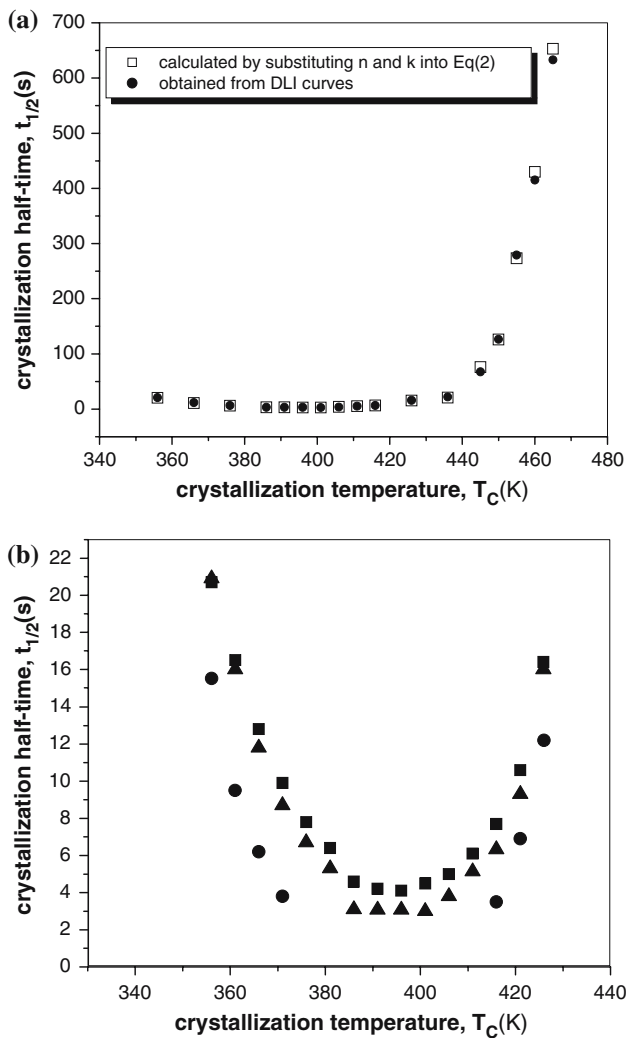 (a)
700
600
500
400
300
200
100
0
calculated by substituting n and k into Eq(2)
obtained from DLI curves
crystallization half-time, t1/2(s)
340 360 380 400 420 440 460 480
crystallization temperature, TC(K)
(b)
22
20
18
16
14
12
10
8
6
4
2
0
crystallization half-time, t1/2(s)
340 360 380 400 420 440
crystallization temperature, TC(K)